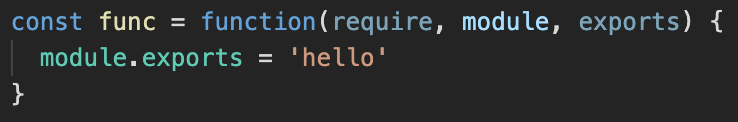 const func = function(require, module, exports) {
  module.exports = 'hello'
}